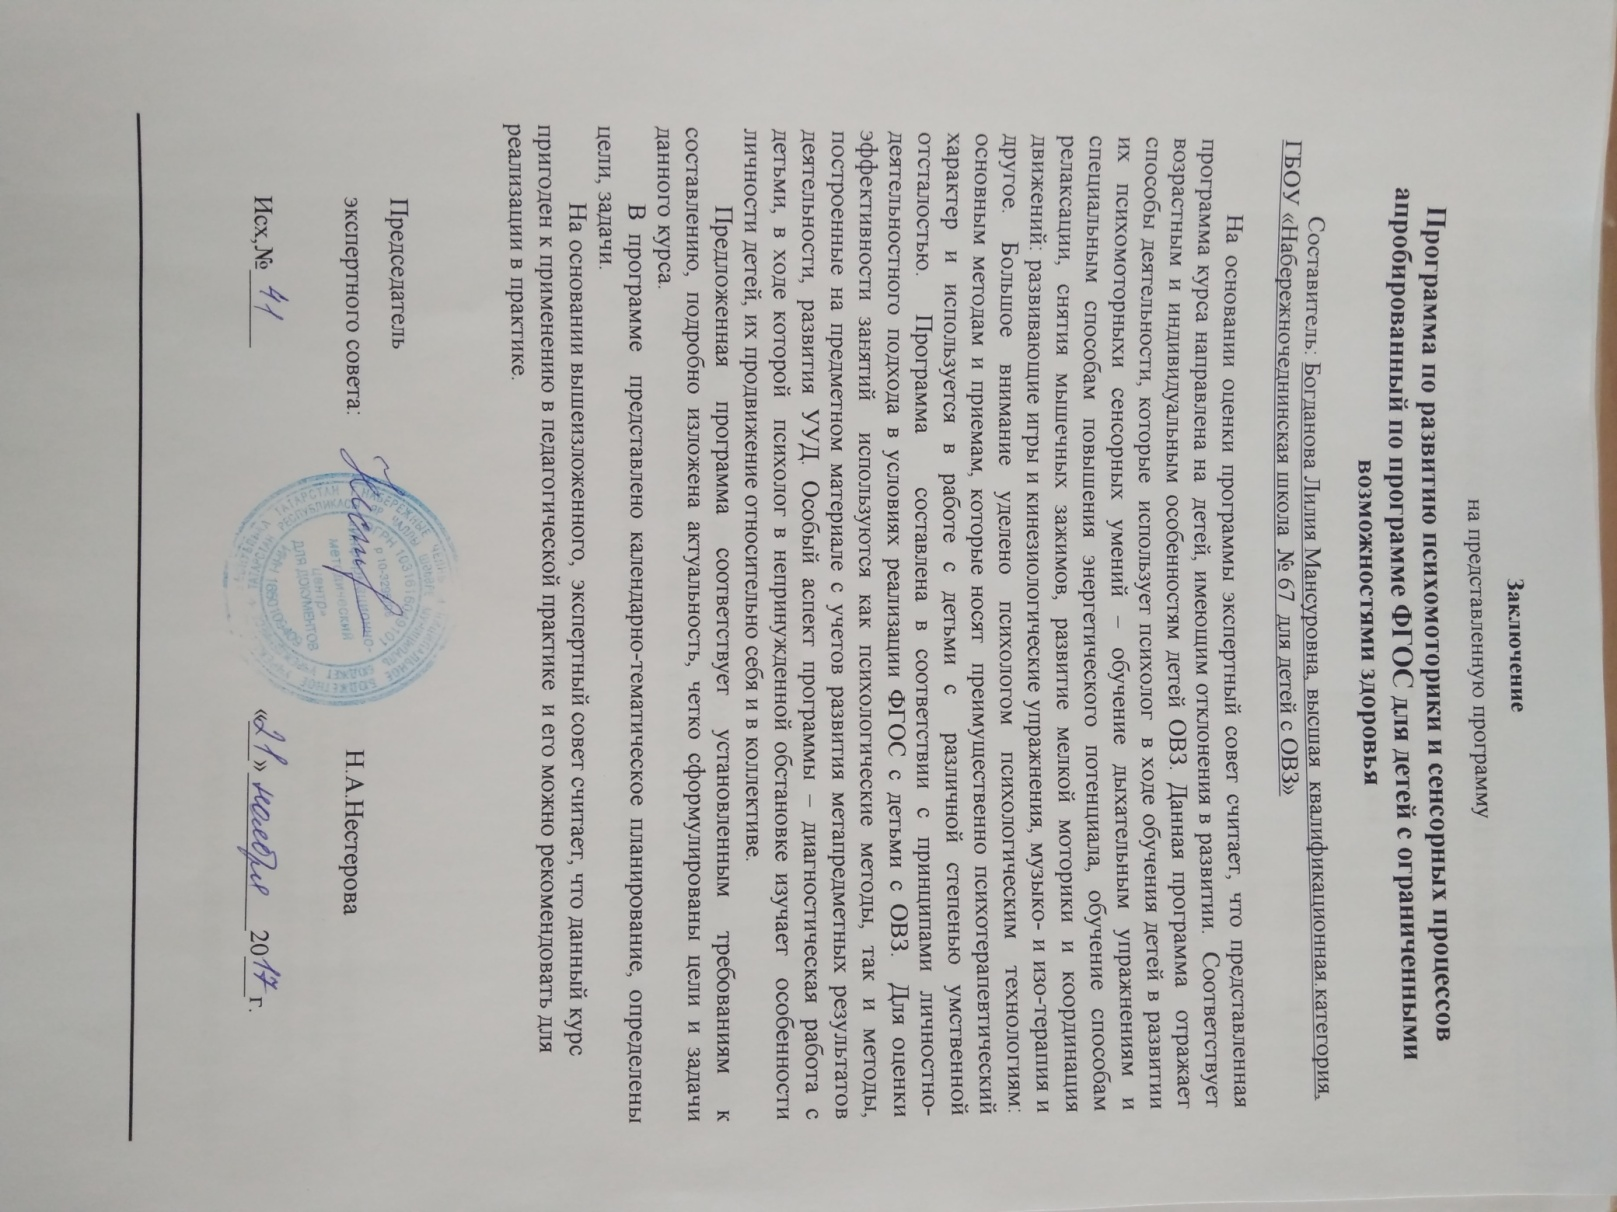 Заключение
на представленную программу
Программа по развитию психомоторики и сенсорных процессов
апробированный по программе ФГОС для детей с ограниченными
возможностями здоровья
Составитель: Богданова Лилия Мансуровна, высшая квалификационная категория,
ГБОУ «Набережночеднинская школа №67 для детей с ОВЗ»
На основании оценки программы экспертный совет считает, что представленная
программа курса направлена на детей, имеющим отклонения в развитии. Соответствует
возрастным и индивидуальным особенностям детей ОВЗ. Данная программа отражает
способы деятельности, которые использует психолог в ходе обучения детей в развитии
их психомоторныхи сенсорных умений – обучение дыхательным упражнениям и
специальным способам повышения энергетического потенциала, обучение способам
релаксации, снятия мышечных зажимов, развитие мелкой моторики и координация
движений: развивающие игры и кинезиологические упражнения, музыко- и изо-терапия и
другое. Большое внимание уделено психологом психологическим технологиям:
основным методам и приемам, которые носят преимущественно психотерапевтический
характер и используется в работе с детьми с различной степенью умственной
отсталостью. Программа составлена в соответствии с принципами личностно-
деятельностного подхода в условиях реализации ФГОС с детьми с ОВЗ. Для оценки
эффективности занятий используются как психологические методы, так и методы,
построенные на предметном материале с учетов развития метапредметных результатов
деятельности, развития УУД. Особый аспект программы – диагностическая работа с
детьми, в ходе которой психолог в непринужденной обстановке изучает особенности
личности детей, их продвижение относительно себя и в коллективе.
Предложенная программа соответствует установленным требованиям к
составлению, подробно изложена актуальность, четко сформулированы цели и задачи
данного курса.
В программе представлено календарно-тематическое планирование, определены
цели, задачи.
На основании вышеизложенного, экспертный совет считает, что данный курс
пригоден к применению в педагогической практике и его можно рекомендовать для
реализации в практике.
Председатель
экспертного совета: Н.А.Нестерова
Исх,№ 41 «21» ноября 2017 г.
методический
центр»
ДЛЯ ДОКУМЕНТОВ